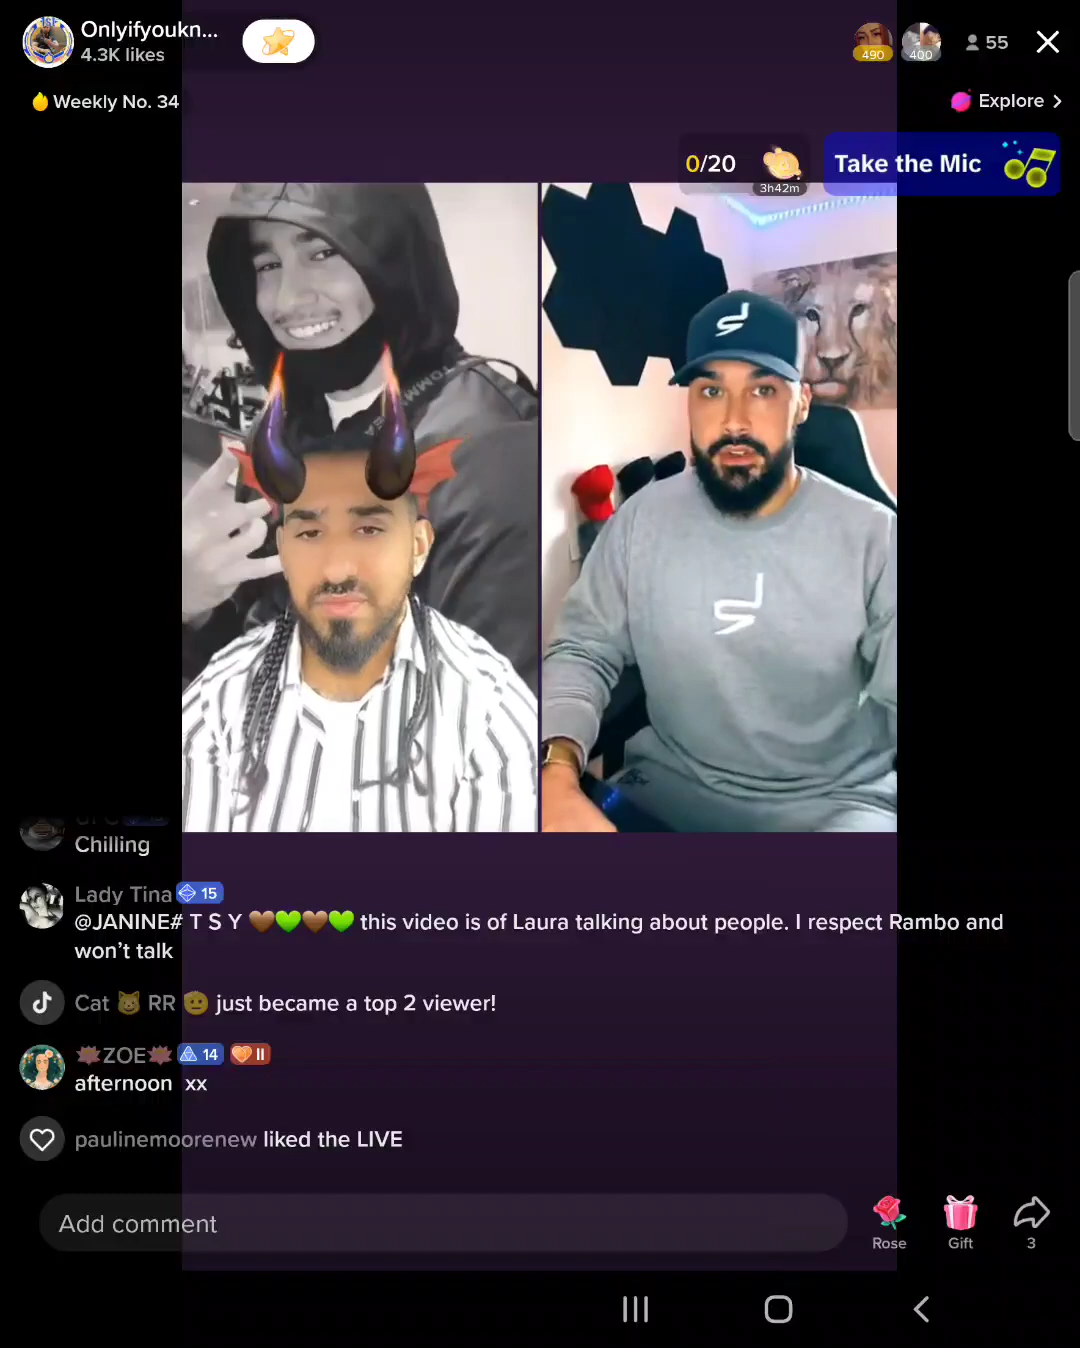 Onlyifyoukn...
4.3K likes
490
400
55
Weekly No. 34
Explore
0/20
3h42m
Take the Mic
TOMM
Chilling
Lady Tina 15
@JANINE# T S Y 🤎💚🤎💚 this video is of Laura talking about people. I respect Rambo and
won't talk
Cat 🐱 RR 🫡 just became a top 2 viewer!
ZOE 14 II
afternoon xx
paulinemoorenew liked the LIVE
Add comment
Rose
Gift
3